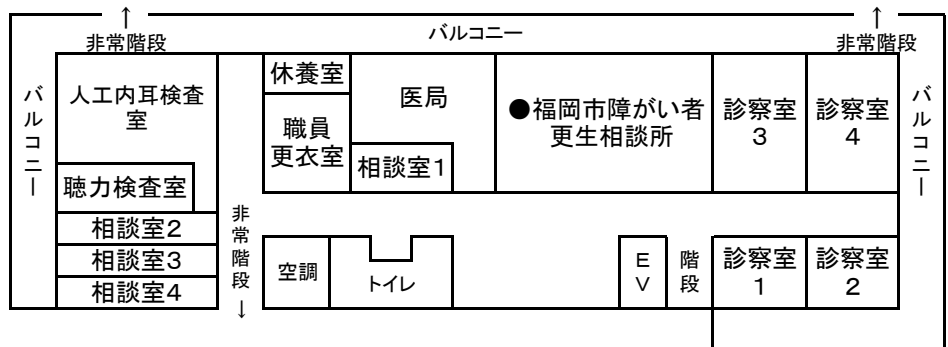 ↑
非常階段
バルコニー
↑
非常階段
バルコニー
人工内耳検査
室
休養室
医局
●福岡市障がい者
更生相談所
診察室
3
診察室
4
バルコニー
職員
更衣室
相談室1
聴力検査室
相談室2
相談室3
相談室4
非常階段
↓
空調
トイレ
EV
階段
診察室
1
診察室
2